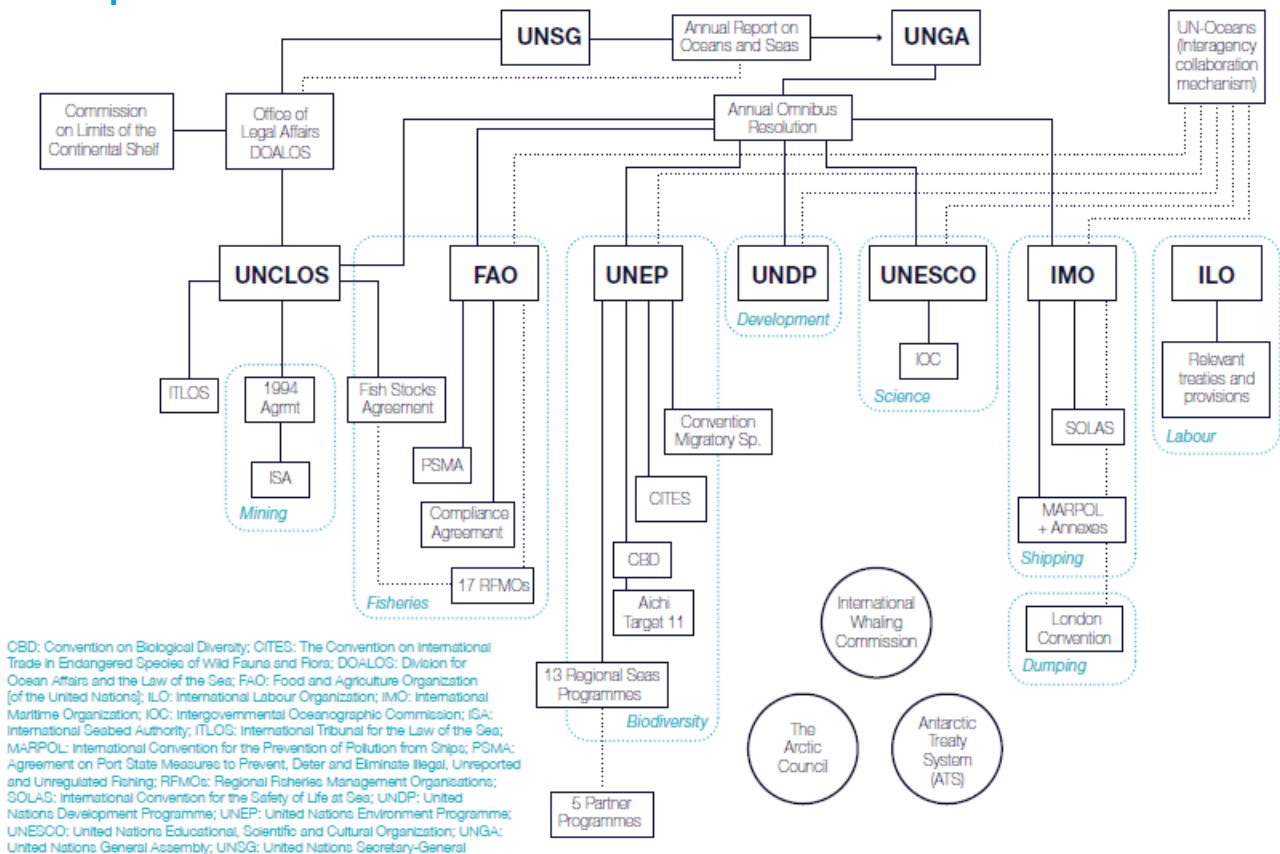 UNSG
Annual Report on
Oceans and Seas
UNGA
UN-Oceans
(Interagency
collaboration
mechanism)
Commission
on Limits of the
Continental Shelf
Office of
Legal Affairs
DOALOS
Annual Omnibus
Resolution
UNCLOS
FAO
UNEP
UNDP
UNESCO
IMO
ILO
Development
ITLOS
1994
Agrmt
ISA
Mining
Fish Stocks
Agreement
PSMA
Compliance
Agreement
17 RFMOs
Fisheries
Convention
Migratory Sp.
CITES
CBD
Aichi
Target 11
13 Regional Seas
Programmes
Biodiversity
5 Partner
Programmes
IOC
Science
SOLAS
MARPOL
+ Annexes
Shipping
London
Convention
Dumping
Relevant
treaties and
provisions
Labour
International
Whaling
Commission
The
Arctic
Council
Antarctic
Treaty
System
(ATS)
CBD: Convention on Biological Diversity; CITES: The Convention on International
Trade in Endangered Species of Wild Fauna and Flora; DOALOS: Division for
Ocean Affairs and the Law of the Sea; FAO: Food and Agriculture Organization
[of the United Nations]; ILO: International Labour Organization; IMO: International
Maritime Organization; IOC: Intergovernmental Oceanographic Commission; ISA:
International Seabed Authority; ITLOS: International Tribunal for the Law of the Sea;
MARPOL: International Convention for the Prevention of Pollution from Ships; PSMA:
Agreement on Port State Measures to Prevent, Deter and Eliminate Illegal, Unreported
and Unregulated Fishing; RFMOs: Regional Fisheries Management Organisations;
SOLAS: International Convention for the Safety of Life at Sea; UNDP: United
Nations Development Programme; UNEP: United Nations Environment Programme;
UNESCO: United Nations Educational, Scientific and Cultural Organization; UNGA:
United Nations General Assembly; UNSG: United Nations Secretary-General